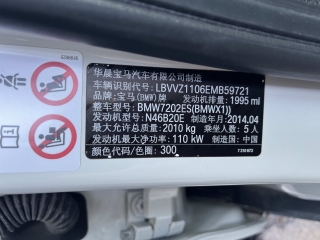 华晨宝马汽车有限公司制造
车辆识别代号: LBVVZ1106EMB59721
品牌: 宝马(BMW)牌 发动机排量: 1995 ml
整车型号: BMW7202ES(BMWX1))
发动机型号: N46B20E 制造年月: 2014.04
最大允许总质量: 2010 kg 乘坐人数: 5 人
发动机最大净功率: 110 kW 制造国: 中国
颜色代码/色圈: 300